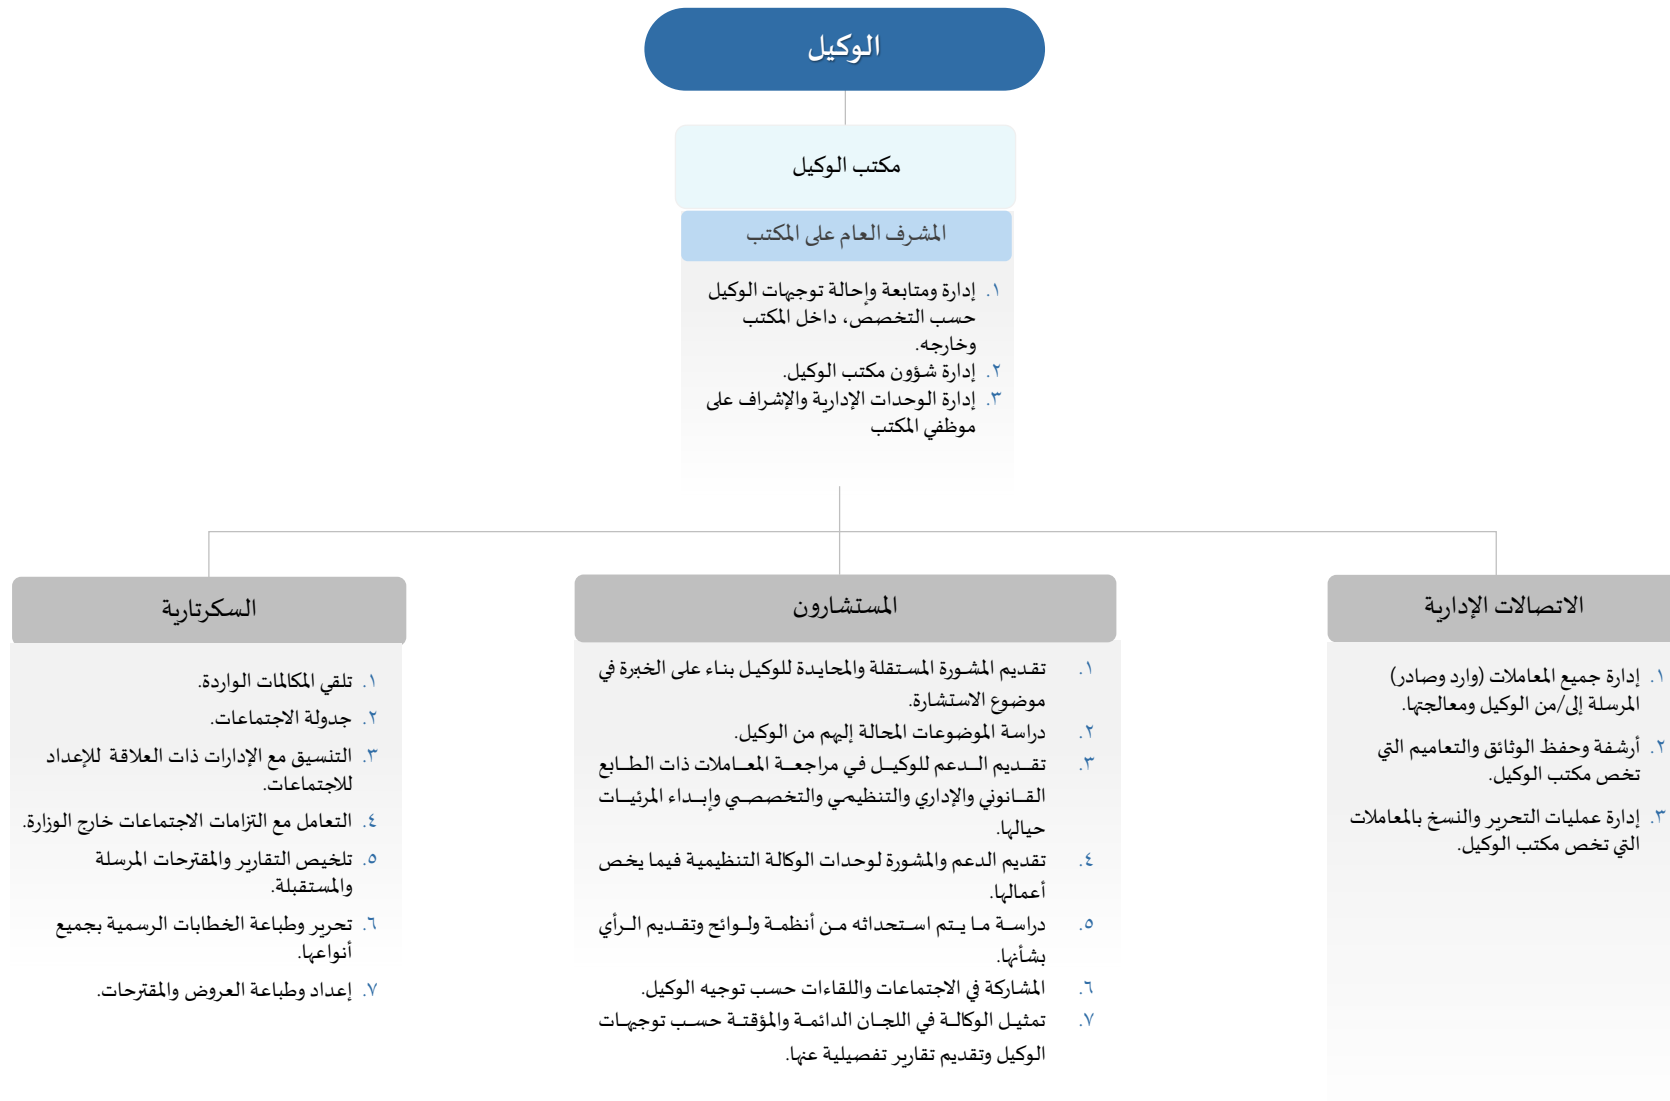 الوكيل
مكتب الوكيل
المشرف العام على المكتب
١. إدارة ومتابعة وإحالة توجيهات الوكيل
حسب التخصص، داخل المكتب
وخارجه.
٢. إدارة شؤون مكتب الوكيل.
٣. إدارة الوحدات الإدارية والإشراف على
موظفي المكتب
الاتصالات الإدارية
١. إدارة جميع المعاملات (وارد وصادر)
المرسلة إلى/من الوكيل ومعالجتها.
٢. أرشفة وحفظ الوثائق والتعاميم التي
تخص مكتب الوكيل.
٣. إدارة عمليات التحرير والنسخ بالمعاملات
التي تخص مكتب الوكيل.
المستشارون
١. تقديم المشورة المستقلة والمحايدة للوكيل بناء على الخبرة في
موضوع الاستشارة.
٢. دراسة الموضوعات المحالة إليهم من الوكيل.
٣. تقديم الدعم للوكيل في مراجعة المعاملات ذات الطابع
القانوني والإداري والتنظيمي والتخصصي وإبداء المرئيات
حيالها.
٤. تقديم الدعم والمشورة لوحدات الوكالة التنظيمية فيما يخص
أعمالها.
٥. دراسة ما يتم استحداثه من أنظمة ولوائح وتقديم الرأي
بشأنها.
٦. المشاركة في الاجتماعات واللقاءات حسب توجيه الوكيل.
٧. تمثيل الوكالة في اللجان الدائمة والمؤقتة حسب توجيهات
الوكيل وتقديم تقارير تفصيلية عنها.
السكرتارية
١. تلقي المكالمات الواردة.
٢. جدولة الاجتماعات.
٣. التنسيق مع الإدارات ذات العلاقة للإعداد
للاجتماعات.
٤. التعامل مع التزامات الاجتماعات خارج الوزارة.
٥. تلخيص التقارير والمقترحات المرسلة
والمستقبلة.
٦. تحرير وطباعة الخطابات الرسمية بجميع
أنواعها.
٧. إعداد وطباعة العروض والمقترحات.